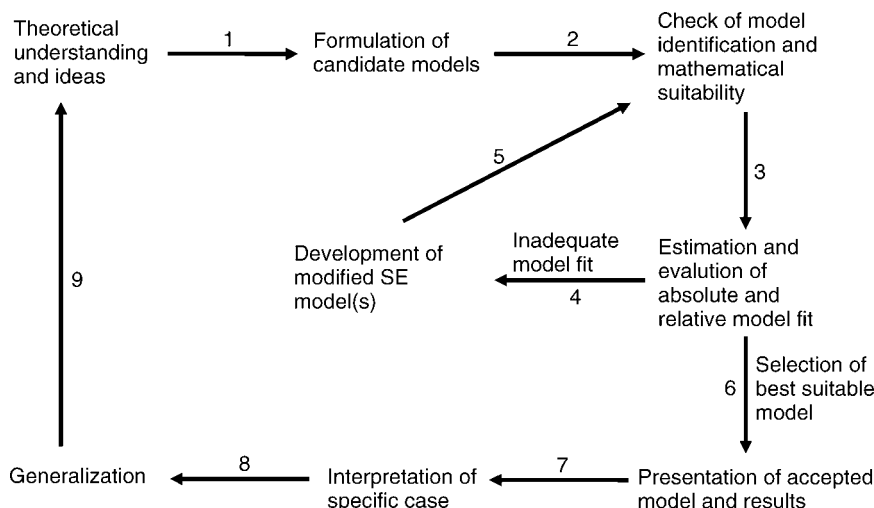 Theoretical
understanding
and ideas
1
Formulation of
candidate models
2
Check of model
identification and
mathematical
suitability
3
5
Development of
modified SE
model(s)
Inadequate
model fit
4
Estimation and
evalution of
absolute and
relative model fit
9
6
Selection of
best suitable
model
Generalization
8
Interpretation of
specific case
7
Presentation of accepted
model and results